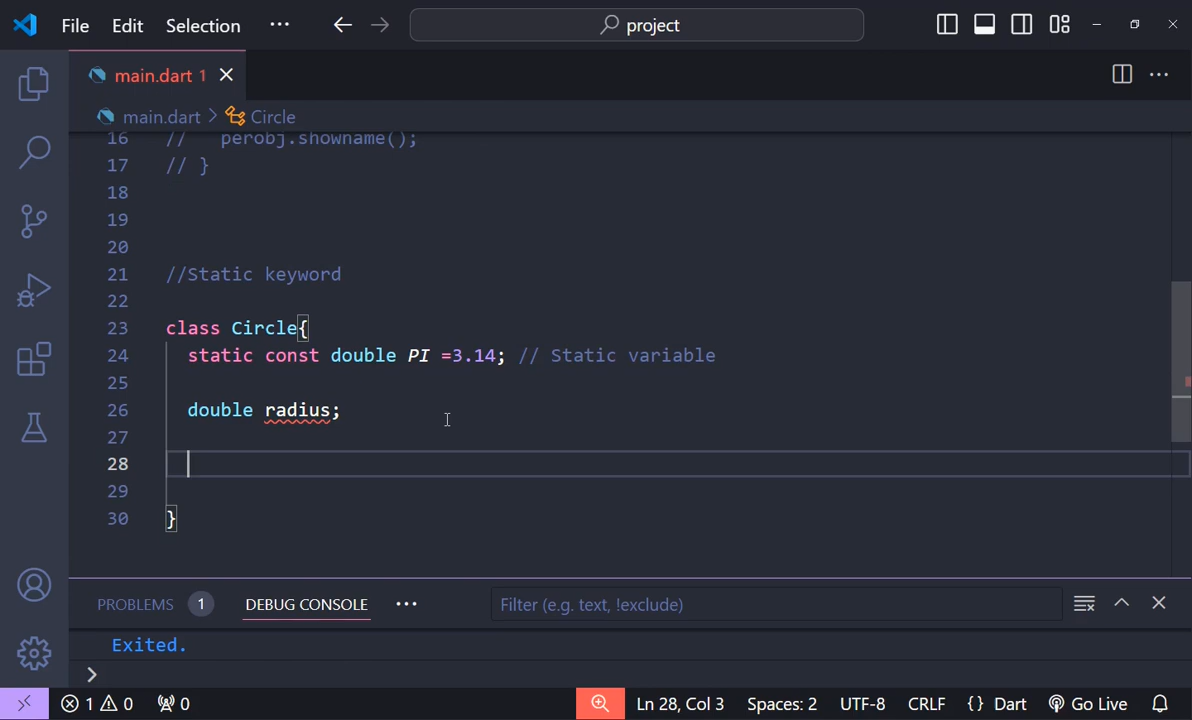 File Edit Selection ··· project
main.dart 1
main.dart > Circle
16 // perobj.showname();
17 // }
18
19
20
21 //Static keyword
22
23 class Circle{
24 static const double PI =3.14; // Static variable
25
26 double radius;
27
28
29
30 }
PROBLEMS 1 DEBUG CONSOLE ··· Filter (e.g. text, !exclude)
Exited.
>
1 0 0 Ln 28, Col 3 Spaces: 2 UTF-8 CRLF {} Dart Go Live